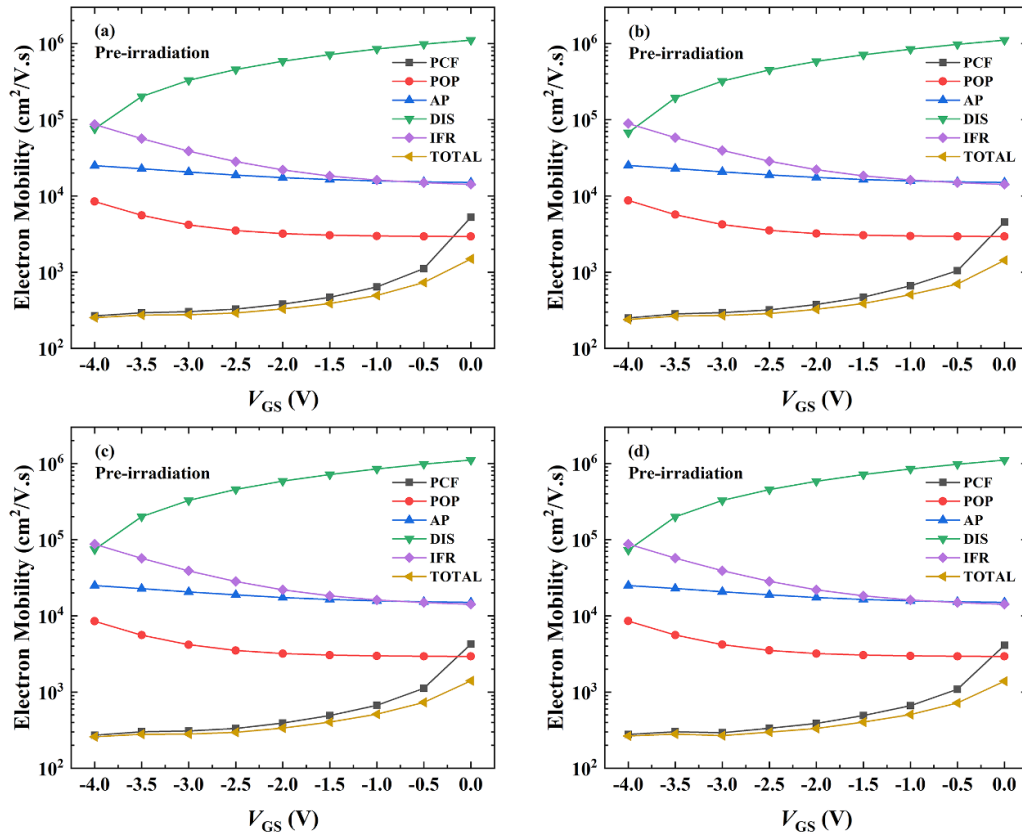 (a)
Pre-irradiation
PCF
POP
AP
DIS
IFR
TOTAL
Electron Mobility (cm²/V.s)
10⁶
10⁵
10⁴
10³
10²
-4.0 -3.5 -3.0 -2.5 -2.0 -1.5 -1.0 -0.5 0.0
V_GS (V)
(b)
Pre-irradiation
PCF
POP
AP
DIS
IFR
TOTAL
Electron Mobility (cm²/V.s)
10⁶
10⁵
10⁴
10³
10²
-4.0 -3.5 -3.0 -2.5 -2.0 -1.5 -1.0 -0.5 0.0
V_GS (V)
(c)
Pre-irradiation
PCF
POP
AP
DIS
IFR
TOTAL
Electron Mobility (cm²/V.s)
10⁶
10⁵
10⁴
10³
10²
-4.0 -3.5 -3.0 -2.5 -2.0 -1.5 -1.0 -0.5 0.0
V_GS (V)
(d)
Pre-irradiation
PCF
POP
AP
DIS
IFR
TOTAL
Electron Mobility (cm²/V.s)
10⁶
10⁵
10⁴
10³
10²
-4.0 -3.5 -3.0 -2.5 -2.0 -1.5 -1.0 -0.5 0.0
V_GS (V)